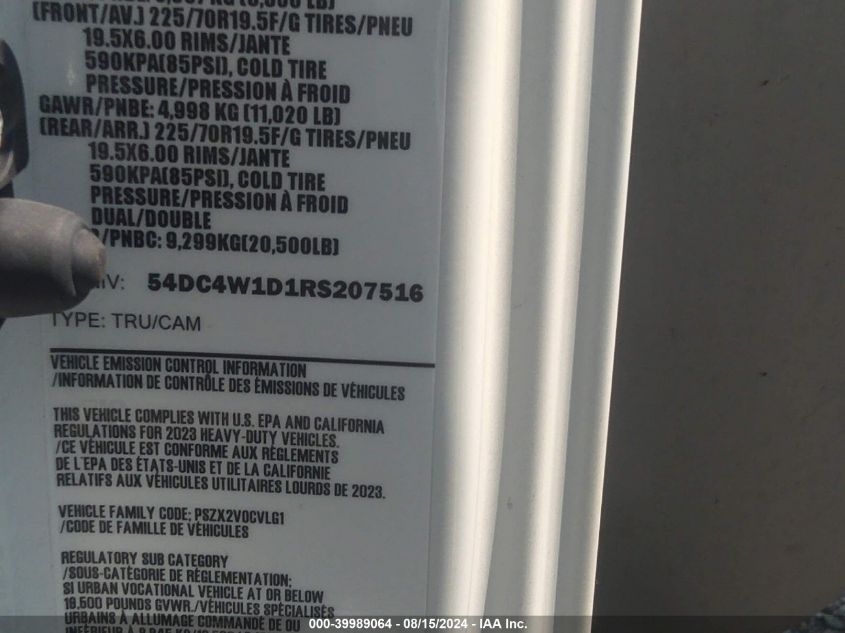 (FRONT/AV.) 225/70R19.5F/G TIRES/PNEU
19.5X6.00 RIMS/JANTE
590KPA(85PSI), COLD TIRE
PRESSURE/PRESSION À FROID
GAWR/PNBE: 4,998 KG (11,020 LB)
(REAR/ARR.) 225/70R19.5F/G TIRES/PNEU
19.5X6.00 RIMS/JANTE
590KPA(85PSI), COLD TIRE
PRESSURE/PRESSION À FROID
DUAL/DOUBLE
/PNBC: 9,299KG(20,500LB)
54DC4W1D1RS207516
TYPE: TRU/CAM
VEHICLE EMISSION CONTROL INFORMATION
/INFORMATION DE CONTRÔLE DES ÉMISSIONS DE VÉHICULES
THIS VEHICLE COMPLIES WITH U.S. EPA AND CALIFORNIA
REGULATIONS FOR 2023 HEAVY-DUTY VEHICLES.
/CE VÉHICULE EST CONFORME AUX RÈGLEMENTS
DE L'EPA DES ÉTATS-UNIS ET DE LA CALIFORNIE
RELATIFS AUX VÉHICULES UTILITAIRES LOURDS DE 2023.
VEHICLE FAMILY CODE; PSZX2VOCVLG1
/CODE DE FAMILLE DE VÉHICULES
REGULATORY SUB CATEGORY
/SOUS-CATÉGORIE DE RÉGLEMENTATION;
SI URBAN VOCATIONAL VEHICLE AT OR BELOW
19,500 POUNDS GVWR./VÉHICULES SPÉCIALISÉS
URBAINS À ALLUMAGE COMMANDÉ DE OU
000-39989064 - 08/15/2024 - IAA Inc.